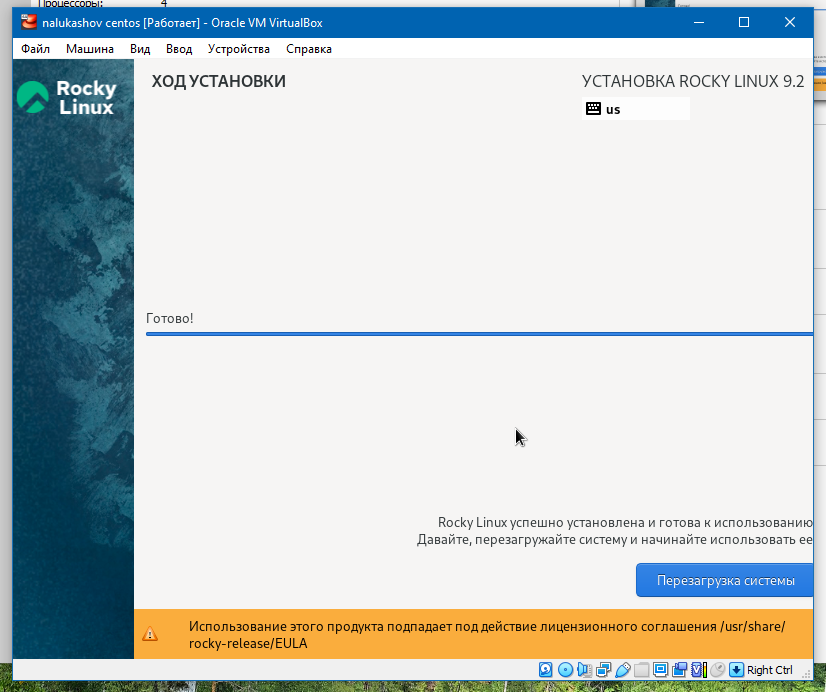 Процессоры: 4
nalukashov centos [Работает] - Oracle VM VirtualBox
Файл Машина Вид Ввод Устройства Справка
Rocky Linux
ХОД УСТАНОВКИ
УСТАНОВКА ROCKY LINUX 9.2
us
Готово!
Rocky Linux успешно установлена и готова к использованию
Давайте, перезагружайте систему и начинайте использовать ее
Перезагрузка системы
Использование этого продукта подпадает под действие лицензионного соглашения /usr/share/
rocky-release/EULA
Right Ctrl